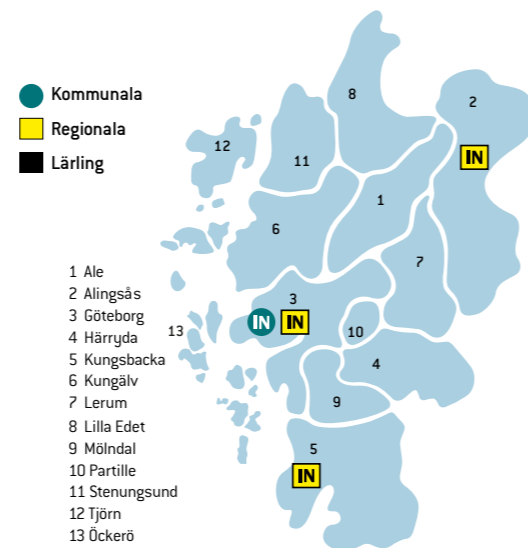 Kommunala
Regionala
Lärling
8
2
12
11
IN
1
6
7
3
13
IN
IN
10
4
9
5
IN
1 Ale
2 Alingsås
3 Göteborg
4 Härryda
5 Kungsbacka
6 Kungälv
7 Lerum
8 Lilla Edet
9 Mölndal
10 Partille
11 Stenungsund
12 Tjörn
13 Öckerö